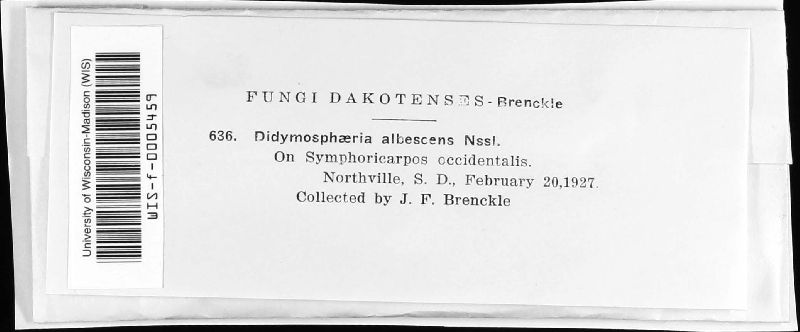 FUNGI DAKOTENSES - Brenckle
636. Didymosphæria albescens Nssl.
On Symphoricarpos occidentalis.
Northville, S. D., February 20,1927.
Collected by J. F. Brenckle
University of Wisconsin-Madison (WIS)
WIS-f-0005459